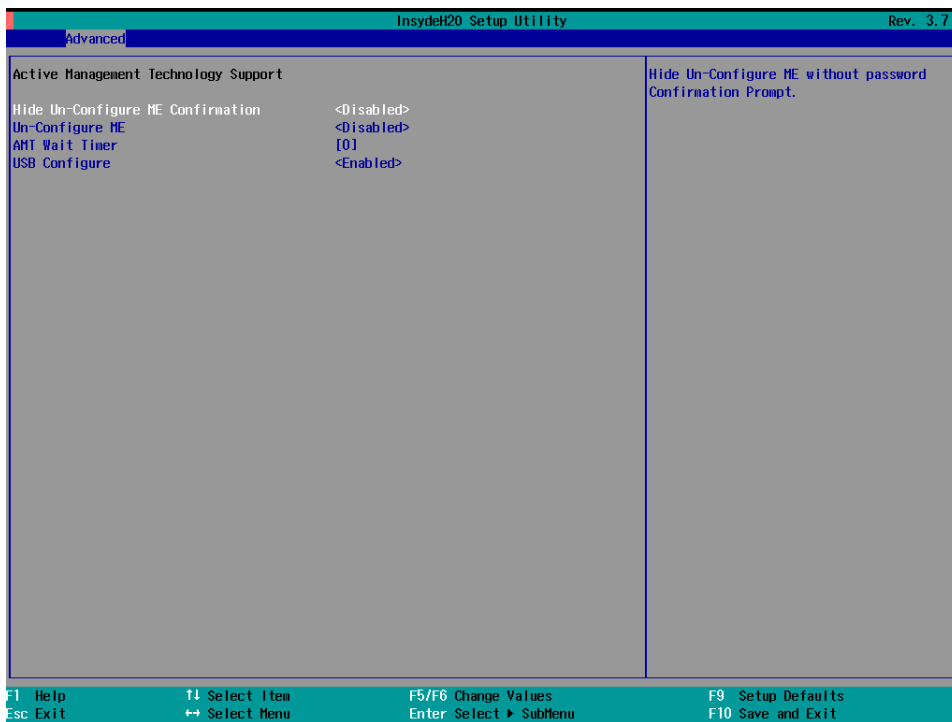 InsydeH20 Setup Utility Rev. 3.7
Advanced
Active Management Technology Support
Hide Un-Configure ME Confirmation <Disabled>
Un-Configure ME <Disabled>
AMT Wait Timer [0]
USB Configure <Enabled>
Hide Un-Configure ME without password
Confirmation Prompt.
F1 Help ↑↓ Select Item F5/F6 Change Values F9 Setup Defaults
Esc Exit ↔ Select Menu Enter Select ▶ SubMenu F10 Save and Exit